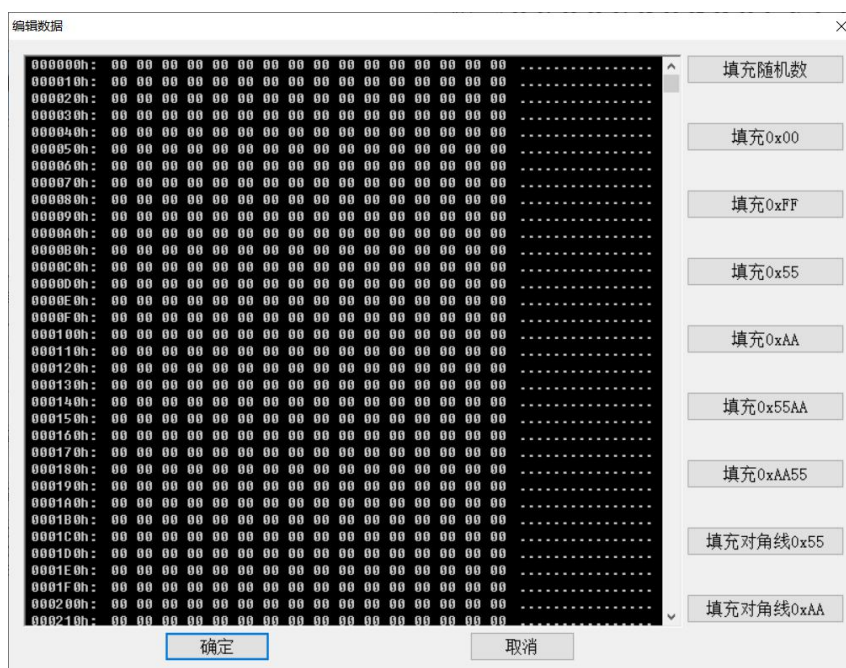 编辑数据
000000h: 00 00 00 00 00 00 00 00 00 00 00 00 00 00 00 00 ................
000010h: 00 00 00 00 00 00 00 00 00 00 00 00 00 00 00 00 ................
000020h: 00 00 00 00 00 00 00 00 00 00 00 00 00 00 00 00 ................
000030h: 00 00 00 00 00 00 00 00 00 00 00 00 00 00 00 00 ................
000040h: 00 00 00 00 00 00 00 00 00 00 00 00 00 00 00 00 ................
000050h: 00 00 00 00 00 00 00 00 00 00 00 00 00 00 00 00 ................
000060h: 00 00 00 00 00 00 00 00 00 00 00 00 00 00 00 00 ................
000070h: 00 00 00 00 00 00 00 00 00 00 00 00 00 00 00 00 ................
000080h: 00 00 00 00 00 00 00 00 00 00 00 00 00 00 00 00 ................
000090h: 00 00 00 00 00 00 00 00 00 00 00 00 00 00 00 00 ................
0000A0h: 00 00 00 00 00 00 00 00 00 00 00 00 00 00 00 00 ................
0000B0h: 00 00 00 00 00 00 00 00 00 00 00 00 00 00 00 00 ................
0000C0h: 00 00 00 00 00 00 00 00 00 00 00 00 00 00 00 00 ................
0000D0h: 00 00 00 00 00 00 00 00 00 00 00 00 00 00 00 00 ................
0000E0h: 00 00 00 00 00 00 00 00 00 00 00 00 00 00 00 00 ................
0000F0h: 00 00 00 00 00 00 00 00 00 00 00 00 00 00 00 00 ................
000100h: 00 00 00 00 00 00 00 00 00 00 00 00 00 00 00 00 ................
000110h: 00 00 00 00 00 00 00 00 00 00 00 00 00 00 00 00 ................
000120h: 00 00 00 00 00 00 00 00 00 00 00 00 00 00 00 00 ................
000130h: 00 00 00 00 00 00 00 00 00 00 00 00 00 00 00 00 ................
000140h: 00 00 00 00 00 00 00 00 00 00 00 00 00 00 00 00 ................
000150h: 00 00 00 00 00 00 00 00 00 00 00 00 00 00 00 00 ................
000160h: 00 00 00 00 00 00 00 00 00 00 00 00 00 00 00 00 ................
000170h: 00 00 00 00 00 00 00 00 00 00 00 00 00 00 00 00 ................
000180h: 00 00 00 00 00 00 00 00 00 00 00 00 00 00 00 00 ................
000190h: 00 00 00 00 00 00 00 00 00 00 00 00 00 00 00 00 ................
0001A0h: 00 00 00 00 00 00 00 00 00 00 00 00 00 00 00 00 ................
0001B0h: 00 00 00 00 00 00 00 00 00 00 00 00 00 00 00 00 ................
0001C0h: 00 00 00 00 00 00 00 00 00 00 00 00 00 00 00 00 ................
0001D0h: 00 00 00 00 00 00 00 00 00 00 00 00 00 00 00 00 ................
0001E0h: 00 00 00 00 00 00 00 00 00 00 00 00 00 00 00 00 ................
0001F0h: 00 00 00 00 00 00 00 00 00 00 00 00 00 00 00 00 ................
000200h: 00 00 00 00 00 00 00 00 00 00 00 00 00 00 00 00 ................
000210h: 00 00 00 00 00 00 00 00 00 00 00 00 00 00 00 00 ................
填充随机数
填充0x00
填充0xFF
填充0x55
填充0xAA
填充0x55AA
填充0xAA55
填充对角线0x55
填充对角线0xAA
确定
取消